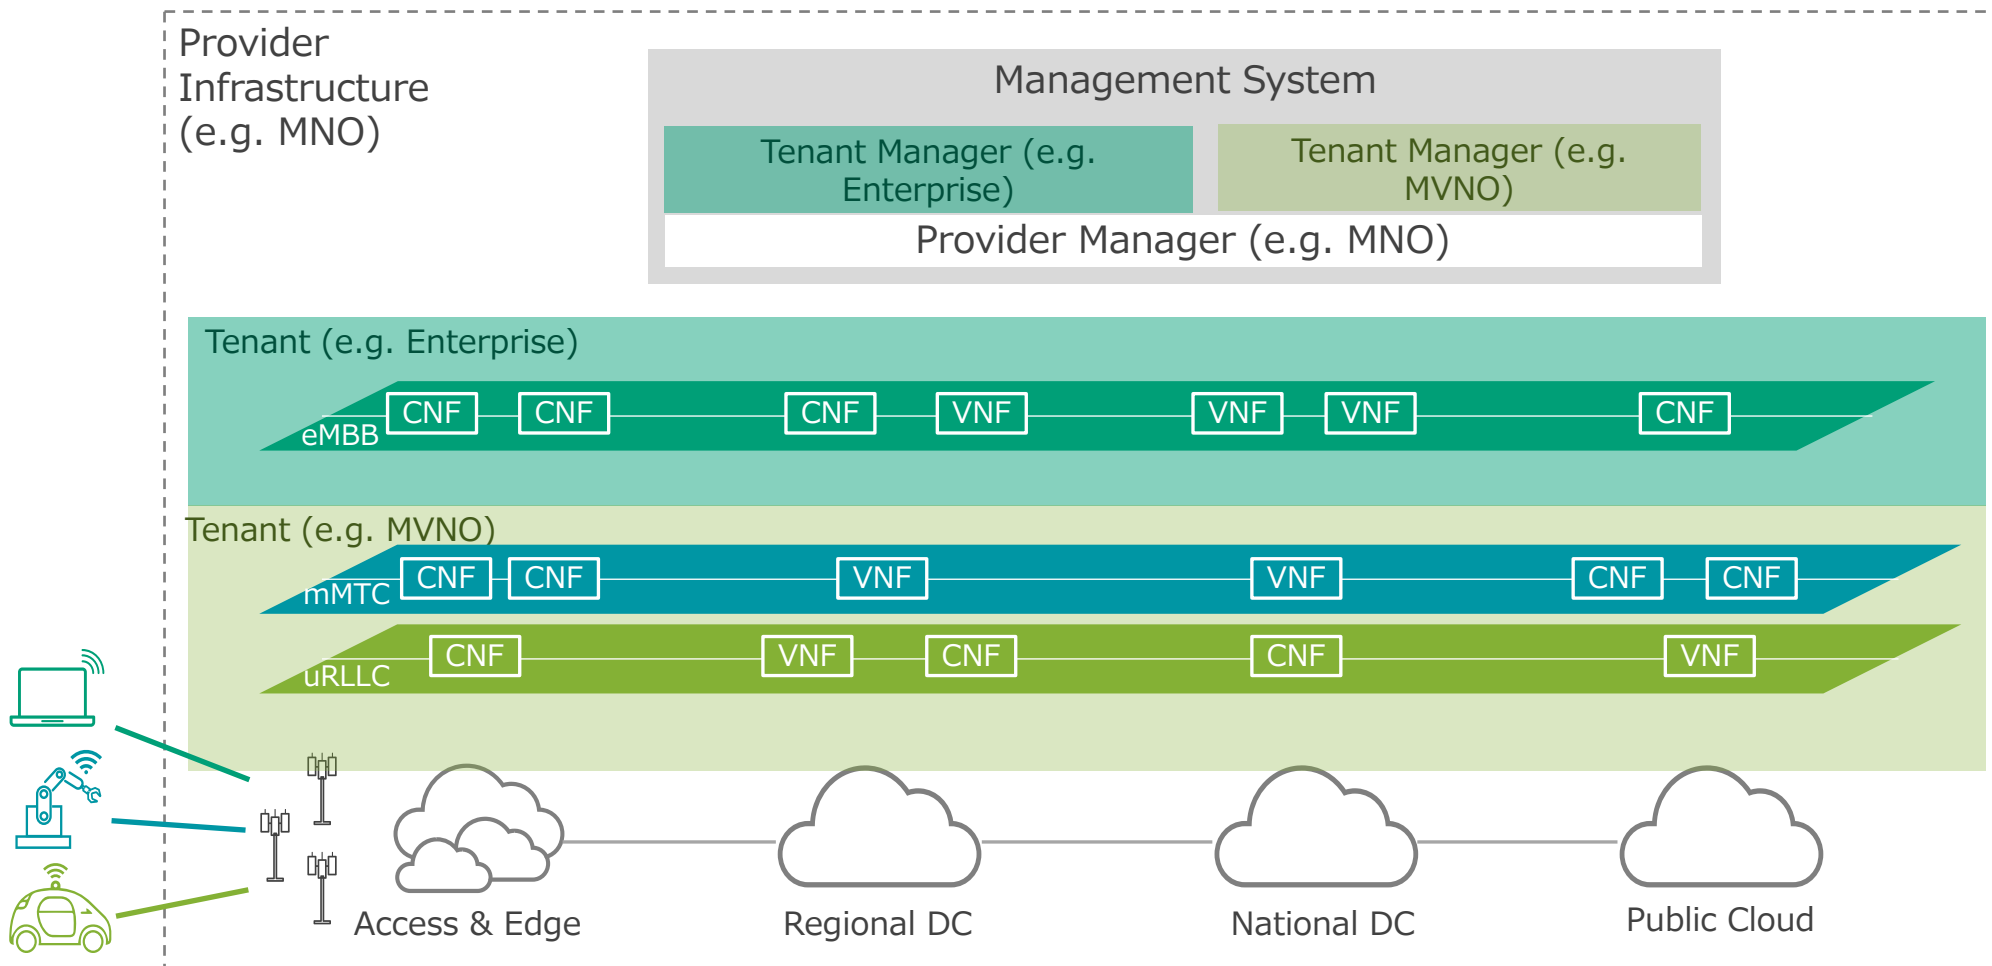 Provider
Infrastructure
(e.g. MNO)
Management System
Tenant Manager (e.g.
Enterprise)
Tenant Manager (e.g.
MVNO)
Provider Manager (e.g. MNO)
Tenant (e.g. Enterprise)
CNF CNF CNF VNF VNF VNF CNF
eMBB
Tenant (e.g. MVNO)
CNF CNF VNF VNF CNF CNF
mMTC
CNF VNF CNF CNF VNF
uRLLC
Access & Edge
Regional DC
National DC
Public Cloud